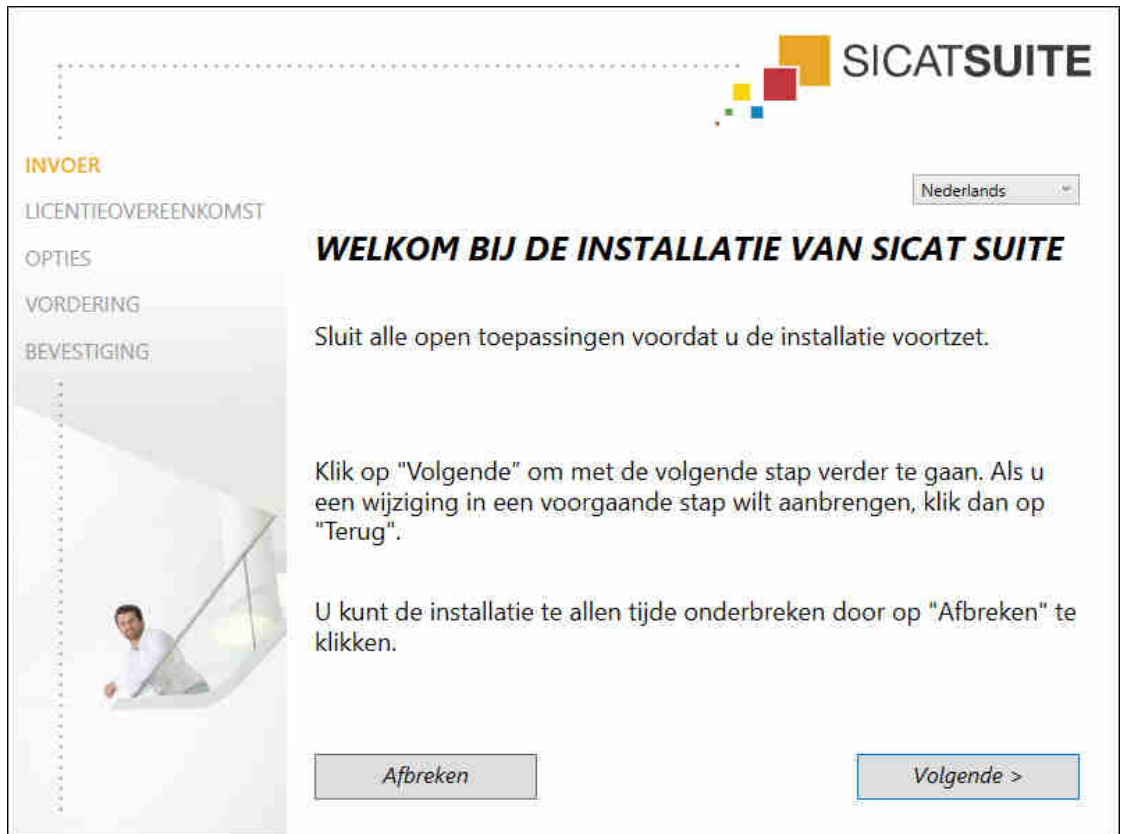 SICATSUITE
INVOER
LICENTIEOVEREENKOMST
OPTIES
VORDERING
BEVESTIGING
Nederlands
WELKOM BIJ DE INSTALLATIE VAN SICAT SUITE
Sluit alle open toepassingen voordat u de installatie voortzet.
Klik op "Volgende" om met de volgende stap verder te gaan. Als u
een wijziging in een voorgaande stap wilt aanbrengen, klik dan op
"Terug".
U kunt de installatie te allen tijde onderbreken door op "Afbreken" te
klikken.
Afbreken
Volgende >